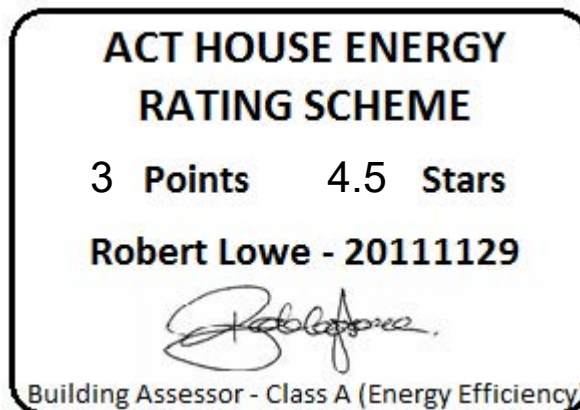 ACT HOUSE ENERGY
RATING SCHEME
3 Points 4.5 Stars
Robert Lowe - 20111129
Building Assessor - Class A (Energy Efficiency)